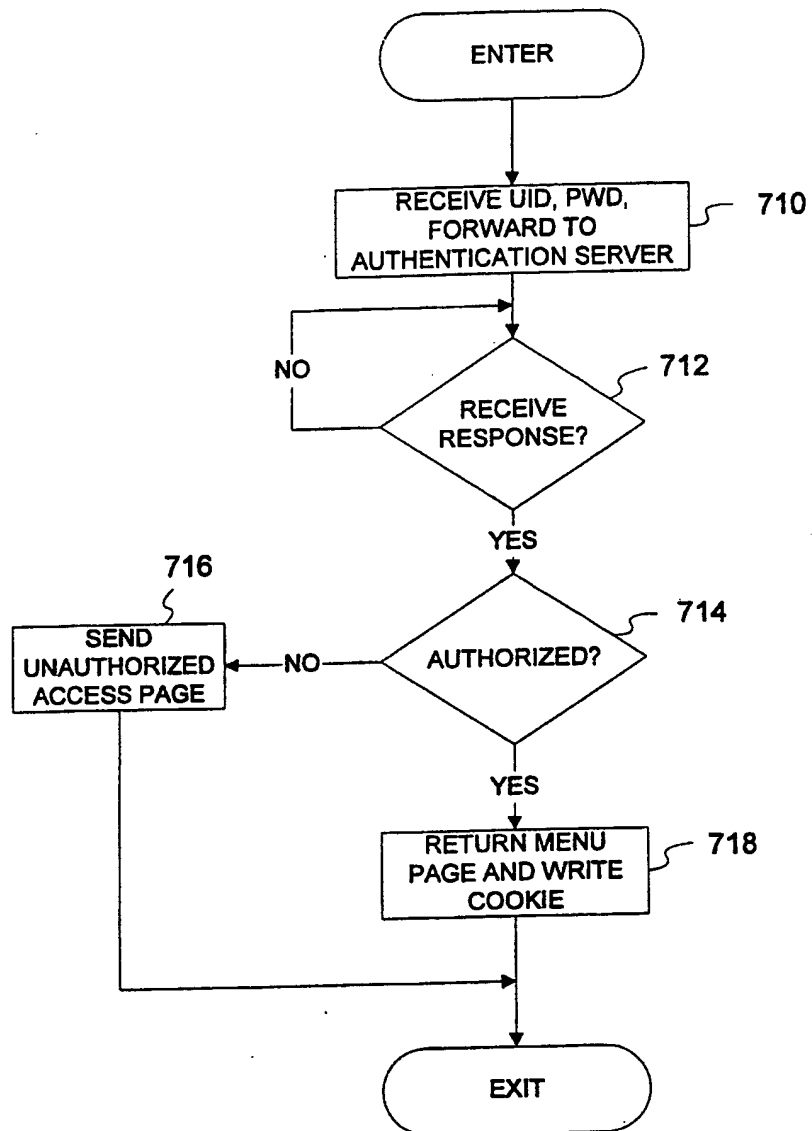 ENTER
RECEIVE UID, PWD,
FORWARD TO
AUTHENTICATION SERVER
710
712
NO
RECEIVE
RESPONSE?
YES
716
714
SEND
UNAUTHORIZED
ACCESS PAGE
NO
AUTHORIZED?
YES
RETURN MENU
PAGE AND WRITE
COOKIE
718
EXIT